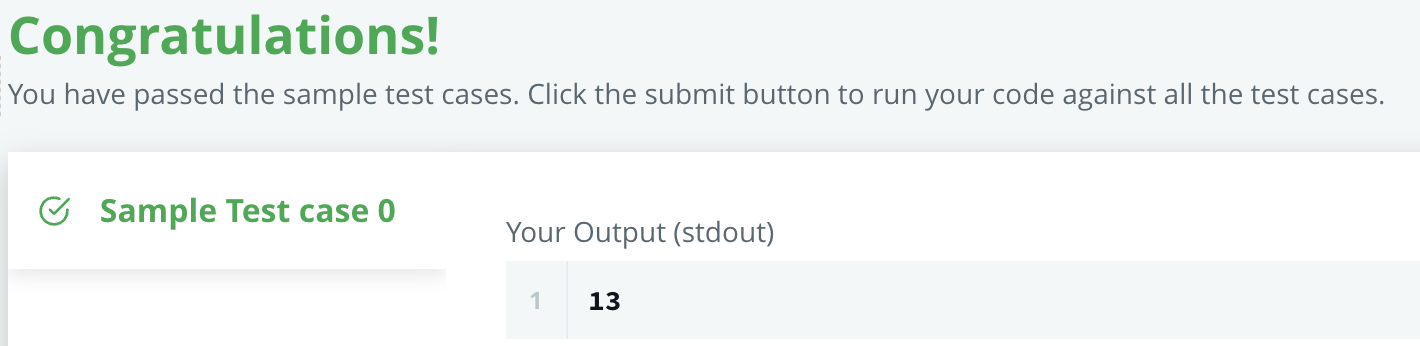 Congratulations!
You have passed the sample test cases. Click the submit button to run your code against all the test cases.
Sample Test case 0
Your Output (stdout)
1 13